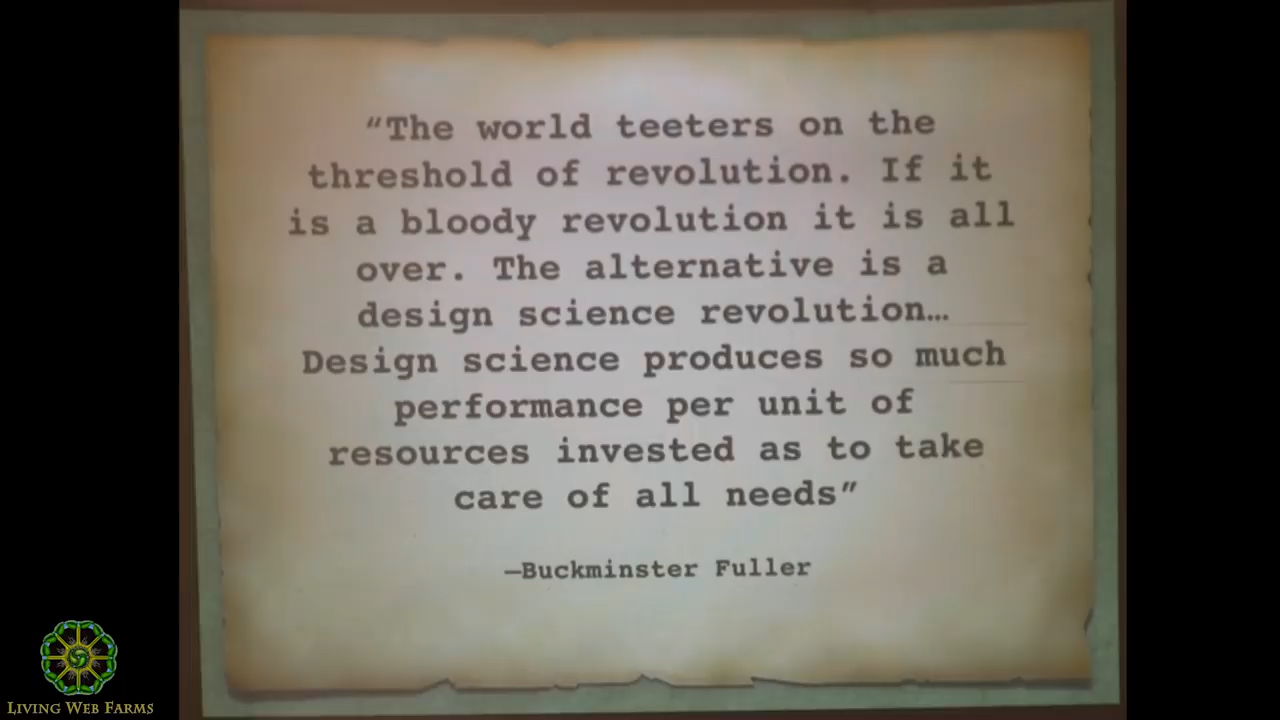 “The world teeters on the
threshold of revolution. If it
is a bloody revolution it is all
over. The alternative is a
design science revolution…
Design science produces so much
performance per unit of
resources invested as to take
care of all needs”
—Buckminster Fuller
LIVING WEB FARMS